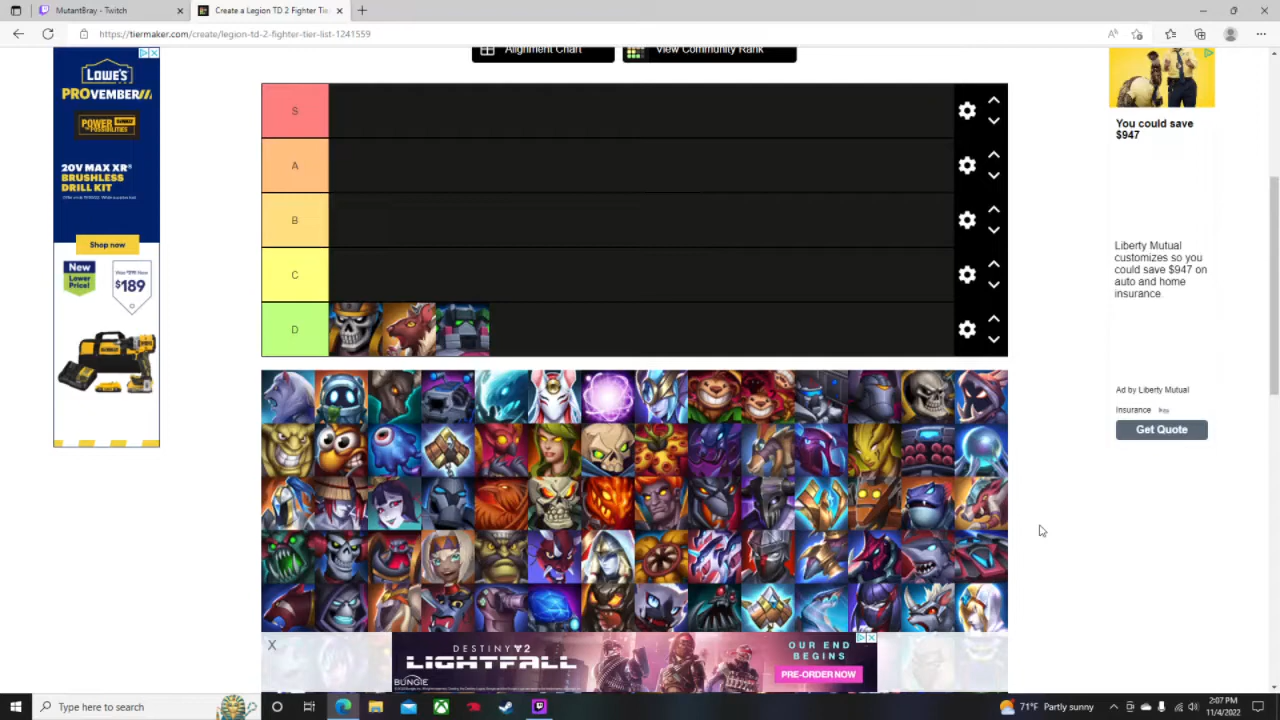 MutantBray - Twitch
Create a Legion TD 2 Fighter Tier
https://tiermaker.com/create/legion-td-2-fighter-tier-list-1241559
Alignment Chart
View Community Rank
LOWE'S
PROVEMBER
POWER
20V MAX XR®
BRUSHLESS
DRILL KIT
Shop now
New
Lower
Price!
$189
S
A
B
C
D
You could save
$947
Liberty Mutual
customizes so you
could save $947 on
auto and home
insurance.
Ad by Liberty Mutual
Insurance
Get Quote
X
DESTINY 2
LIGHTFALL
BUNGIE
OUR END
BEGINS
PRE-ORDER NOW
Type here to search
71°F Partly sunny
2:07 PM
11/4/2022